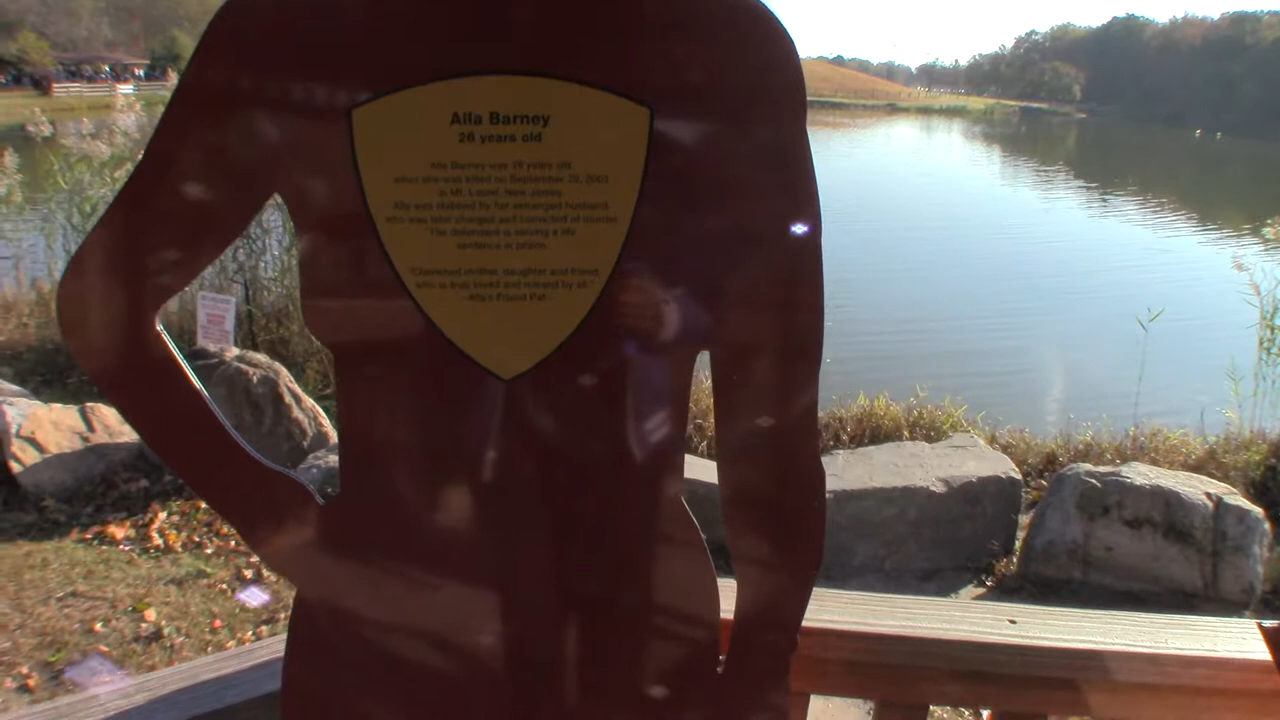 Alla Barney
26 years old
Alla Barney was 26 years old
when she was killed on September 23, 2003
in Mt. Laurel, New Jersey.
Alla was stabbed by her estranged husband
who was later charged and convicted of murder.
The defendant is serving a life
sentence in prison.
"Cherished mother, daughter and friend,
who is truly loved and missed by all."
-Alla's Friend Pat-